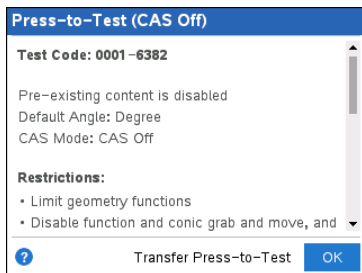 Press-to-Test (CAS Off)
Test Code: 0001-6382
Pre-existing content is disabled
Default Angle: Degree
CAS Mode: CAS Off
Restrictions:
• Limit geometry functions
• Disable function and conic grab and move, and
? Transfer Press-to-Test OK